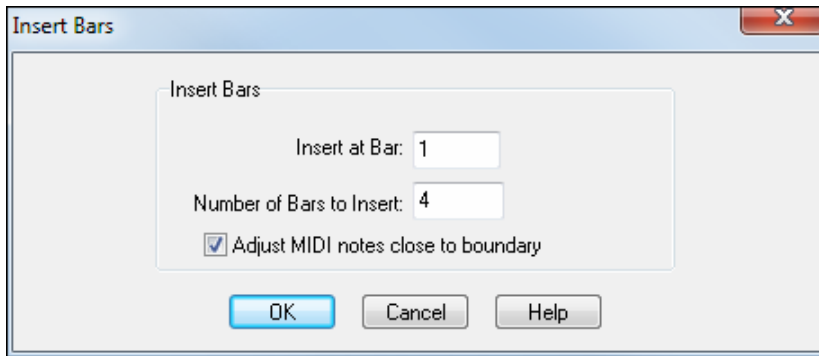 Insert Bars
Insert Bars
Insert at Bar: 1
Number of Bars to Insert: 4
Adjust MIDI notes close to boundary
OK Cancel Help